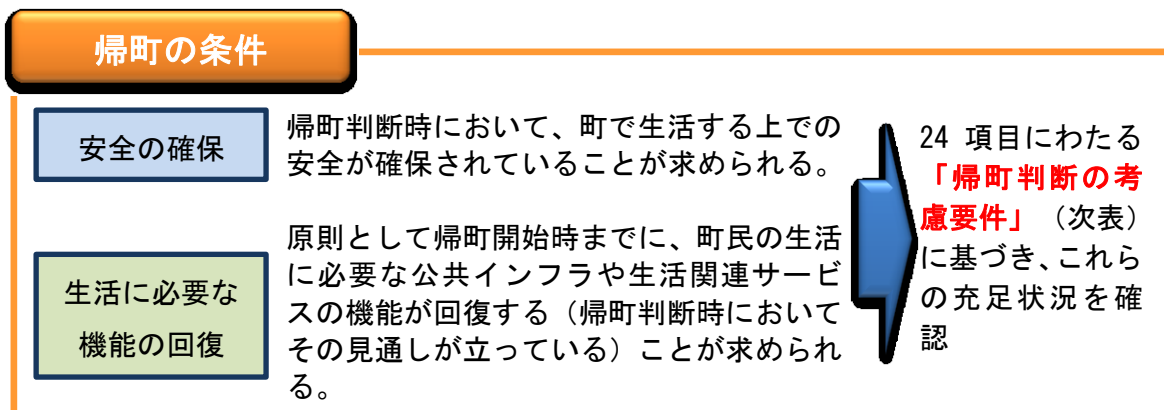 帰町の条件
安全の確保
帰町判断時において、町で生活する上での
安全が確保されていることが求められる。
生活に必要な
機能の回復
原則として帰町開始時までに、町民の生活
に必要な公共インフラや生活関連サービ
スの機能が回復する（帰町判断時において
その見通しが立っている）ことが求められ
る。
24 項目にわたる
「帰町判断の考
慮要件」（次表）
に基づき、これら
の充足状況を確
認